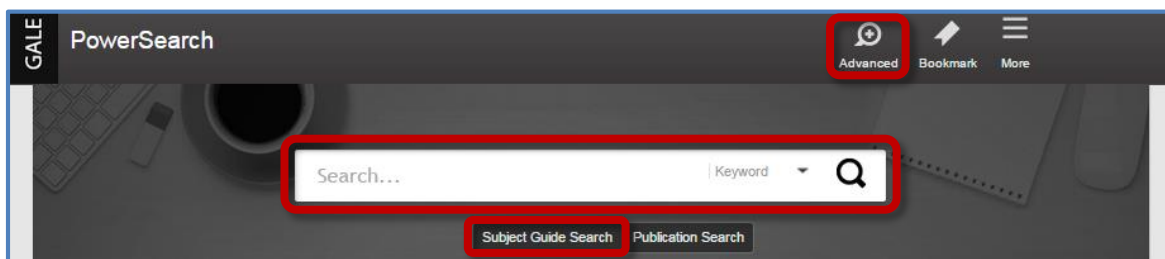 GALE
PowerSearch
Advanced Bookmark More
Search... Keyword
Subject Guide Search Publication Search